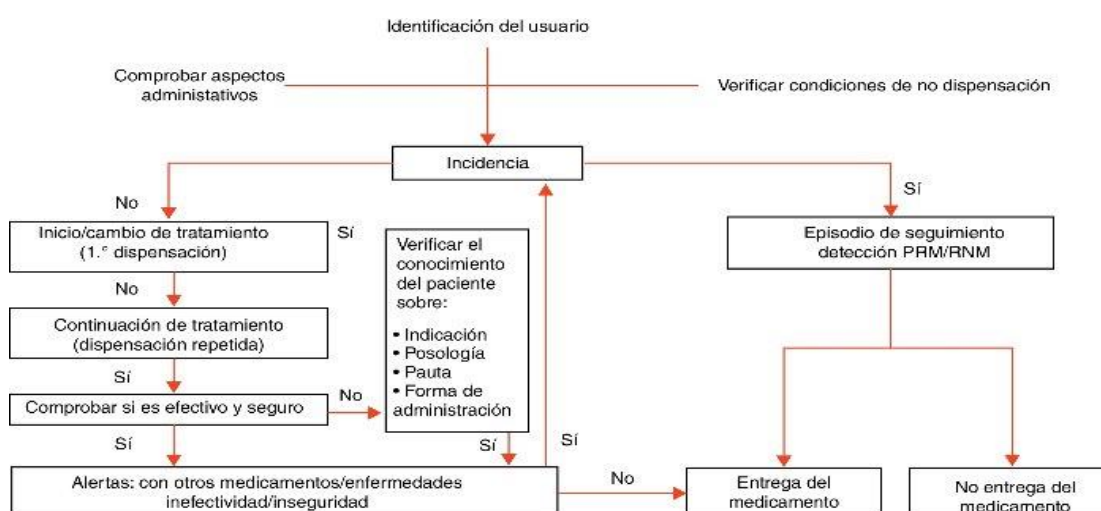 Identificación del usuario
Comprobar aspectos
administativos
Verificar condiciones de no dispensación
Incidencia
No
Sí
Inicio/cambio de tratamiento
(1.° dispensación)
Sí
Verificar el
conocimiento
del paciente
sobre:
• Indicación
• Posología
• Pauta
• Forma de
administración
Episodio de seguimiento
detección PRM/RNM
No
Continuación de tratamiento
(dispensación repetida)
Sí
Comprobar si es efectivo y seguro
No
Sí
Sí
Sí
Alertas: con otros medicamentos/enfermedades
inefectividad/inseguridad
No
Entrega del
medicamento
No entrega del
medicamento